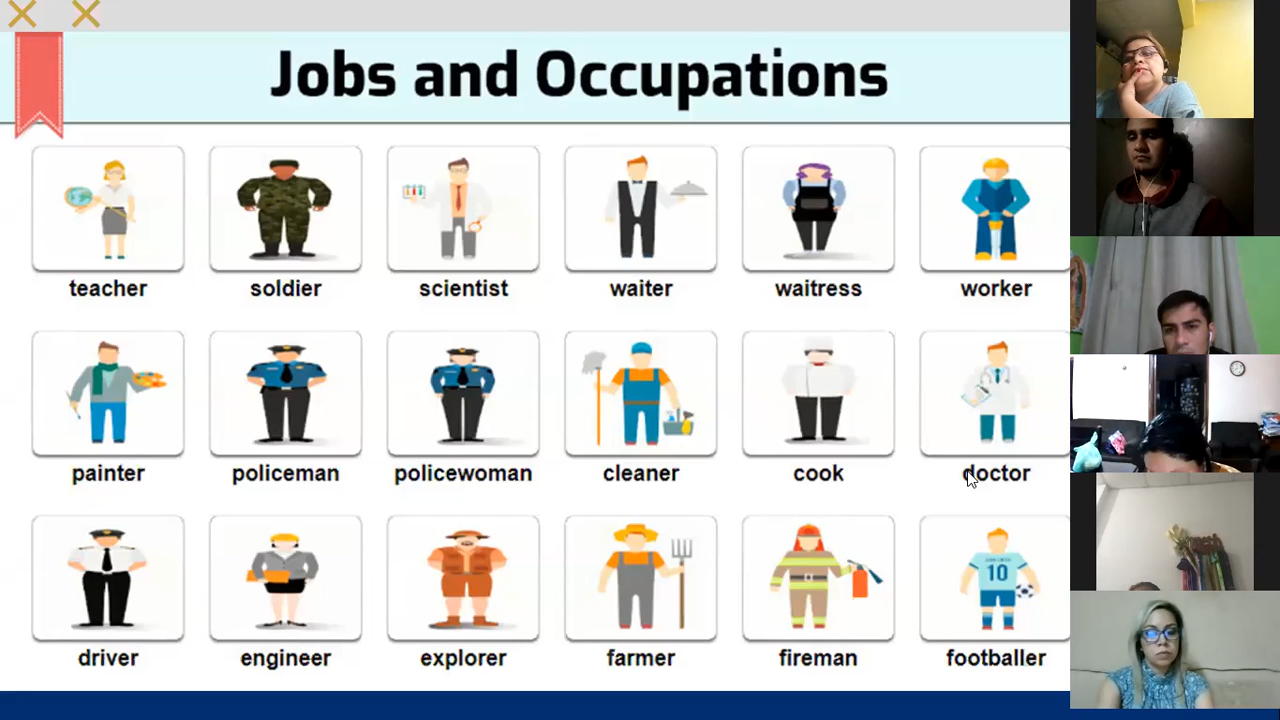 Jobs and Occupations
teacher soldier scientist waiter waitress worker
painter policeman policewoman cleaner cook doctor
driver engineer explorer farmer fireman footballer
10